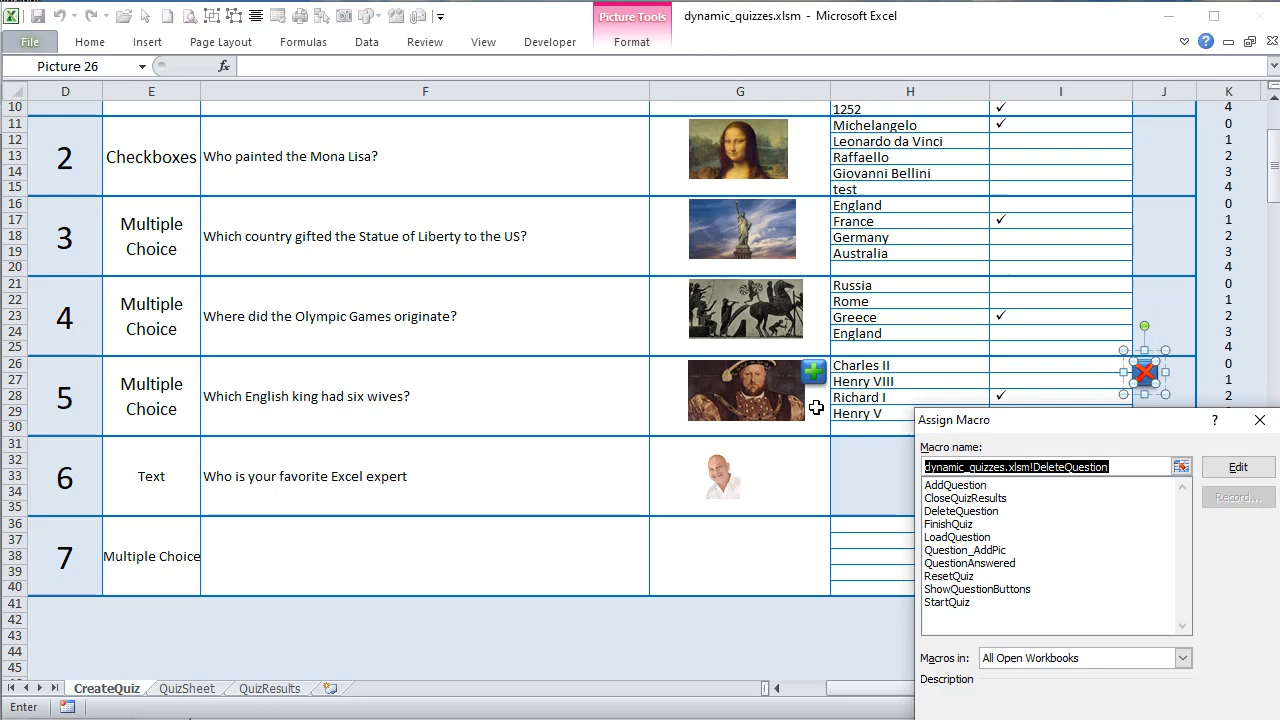 Picture Tools
dynamic_quizzes.xlsm - Microsoft Excel
File Home Insert Page Layout Formulas Data Review View Developer Format
Picture 26 fx
D E F G H I J K
10 1252 ✓ 4
11 Michelangelo ✓ 0
12 Leonardo da Vinci 1
2 Checkboxes Who painted the Mona Lisa?
13 Raffaello 2
14 Giovanni Bellini 3
15 test 4
16 England 0
17 France ✓ 1
3 Multiple Choice Which country gifted the Statue of Liberty to the US?
18 Germany 2
19 Australia 3
20 4
21 Russia 0
22 Rome 1
4 Multiple Choice Where did the Olympic Games originate?
23 Greece ✓ 2
24 England 3
25 4
26 Charles II 0
27 Henry VIII 1
5 Multiple Choice Which English king had six wives?
28 Richard I ✓ 2
29 Henry V
30
31
32
6 Text Who is your favorite Excel expert
33
34
35
36
37
7 Multiple Choice
38
39
40
41
42
43
44
45
Assign Macro ?
Macro name:
dynamic_quizzes.xlsm!DeleteQuestion
Edit
Record...
AddQuestion
CloseQuizResults
DeleteQuestion
FinishQuiz
LoadQuestion
Question_AddPic
QuestionAnswered
ResetQuiz
ShowQuestionButtons
StartQuiz
Macros in: All Open Workbooks
Description
CreateQuiz QuizSheet QuizResults
Enter